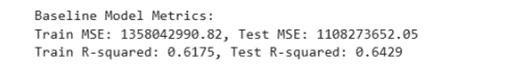 Baseline Model Metrics:
Train MSE: 1358042990.82, Test MSE: 1108273652.05
Train R-squared: 0.6175, Test R-squared: 0.6429